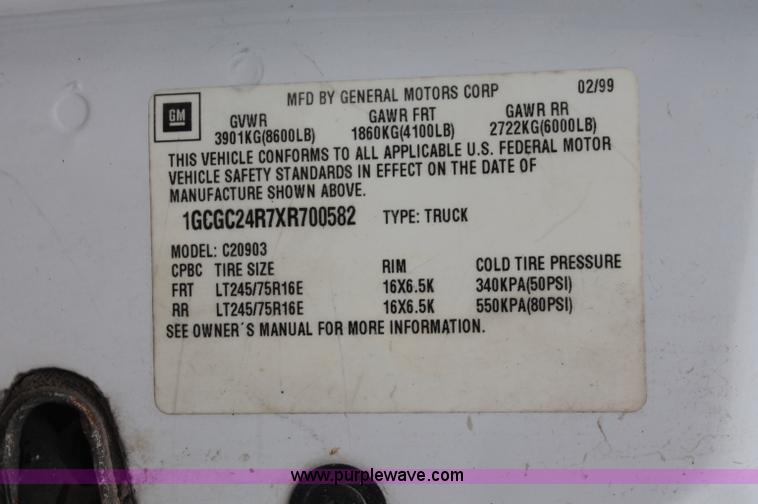 MFD BY GENERAL MOTORS CORP 02/99
GM
GVWR GAWR FRT GAWR RR
3901KG(8600LB) 1860KG(4100LB) 2722KG(6000LB)
THIS VEHICLE CONFORMS TO ALL APPLICABLE U.S. FEDERAL MOTOR
VEHICLE SAFETY STANDARDS IN EFFECT ON THE DATE OF
MANUFACTURE SHOWN ABOVE.
1GCGC24R7XR700582 TYPE: TRUCK
MODEL: C20903
CPBC TIRE SIZE RIM COLD TIRE PRESSURE
FRT LT245/75R16E 16X6.5K 340KPA(50PSI)
RR LT245/75R16E 16X6.5K 550KPA(80PSI)
SEE OWNER´S MANUAL FOR MORE INFORMATION.
www.purplewave.com